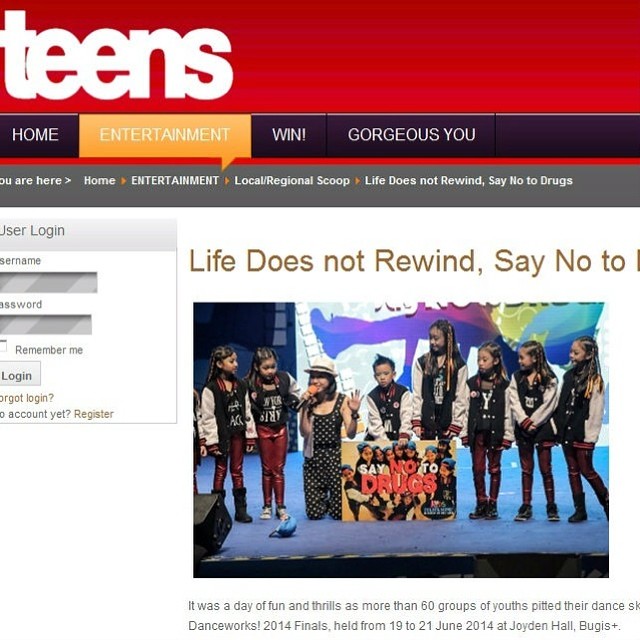 teens
HOME ENTERTAINMENT WIN! GORGEOUS YOU
ou are here > Home ENTERTAINMENT Local/Regional Scoop Life Does not Rewind, Say No to Drugs
User Login
sername
assword
Remember me
Login
orgot login?
o account yet? Register
Life Does not Rewind, Say No to
SAY NO TO
DRUGS
It was a day of fun and thrills as more than 60 groups of youths pitted their dance sk
Danceworks! 2014 Finals, held from 19 to 21 June 2014 at Joyden Hall, Bugis+.